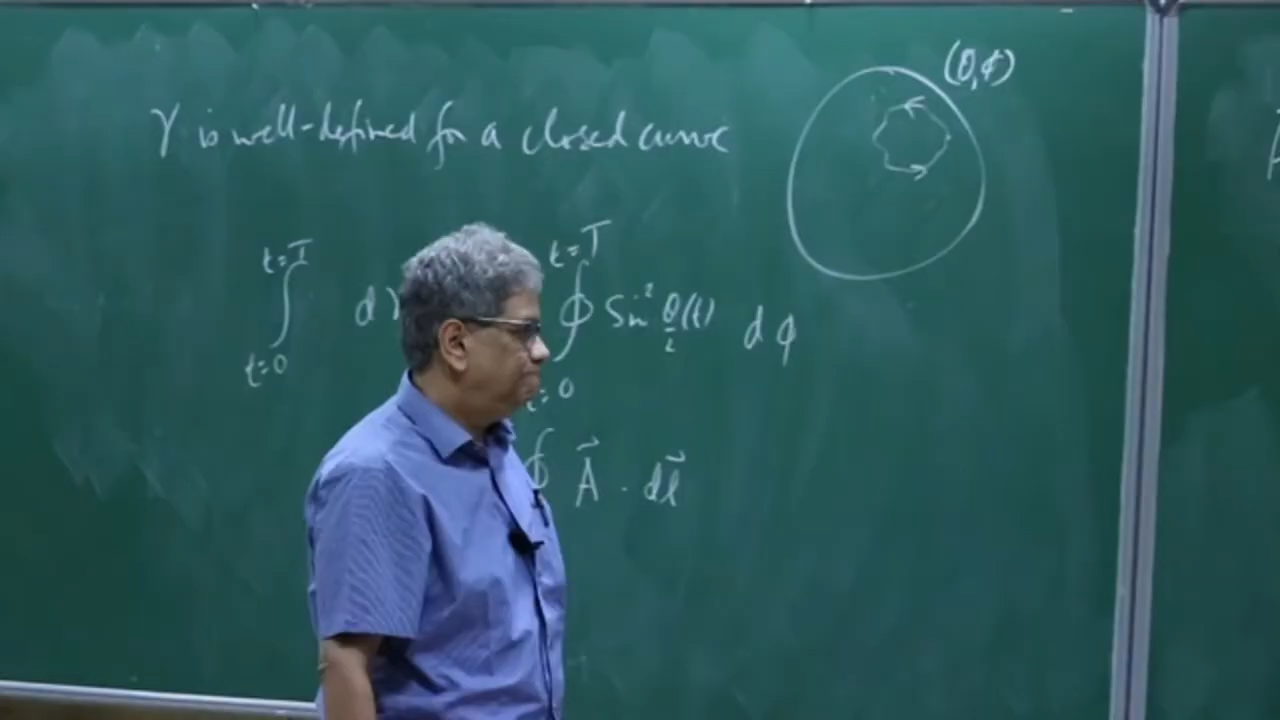 γ is well-defined for a closed curve
(θ,φ)
t=T
∫ dγ
t=0
t=T
∮ Sin² θ/2 (t) dφ
t=0
∮ A⃗ . dl⃗